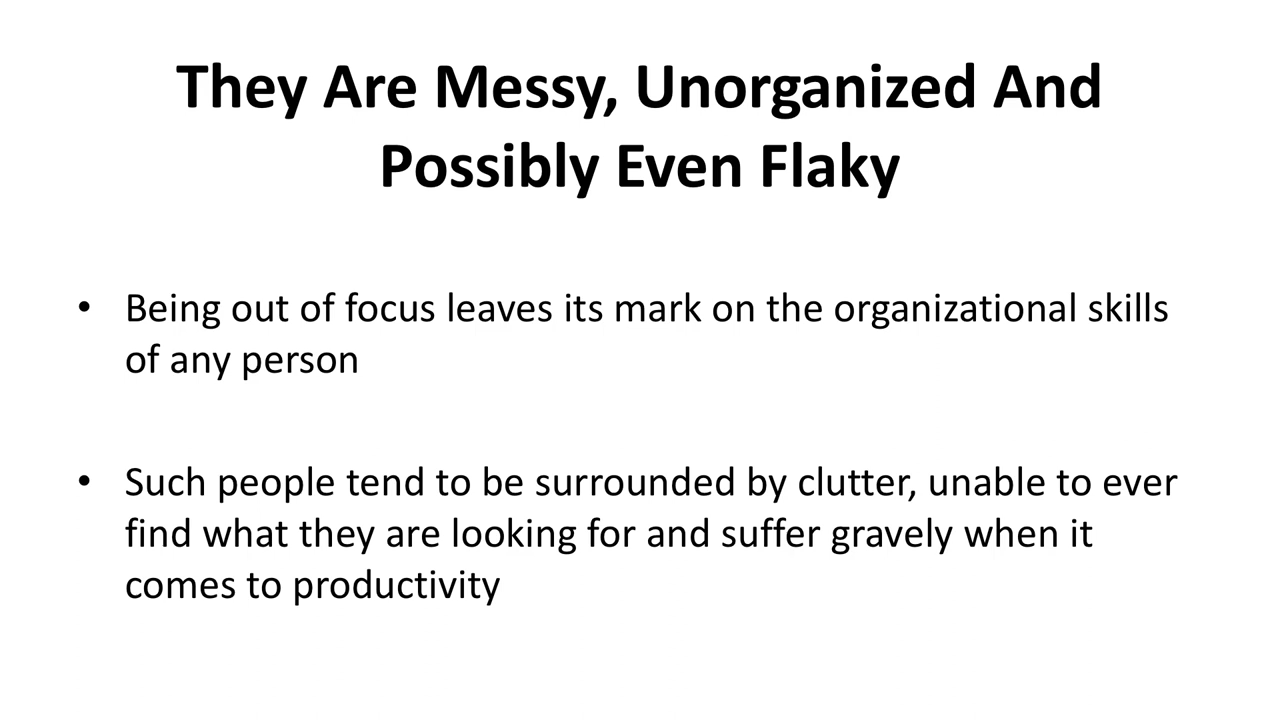 They Are Messy, Unorganized And
Possibly Even Flaky
• Being out of focus leaves its mark on the organizational skills
of any person
• Such people tend to be surrounded by clutter, unable to ever
find what they are looking for and suffer gravely when it
comes to productivity